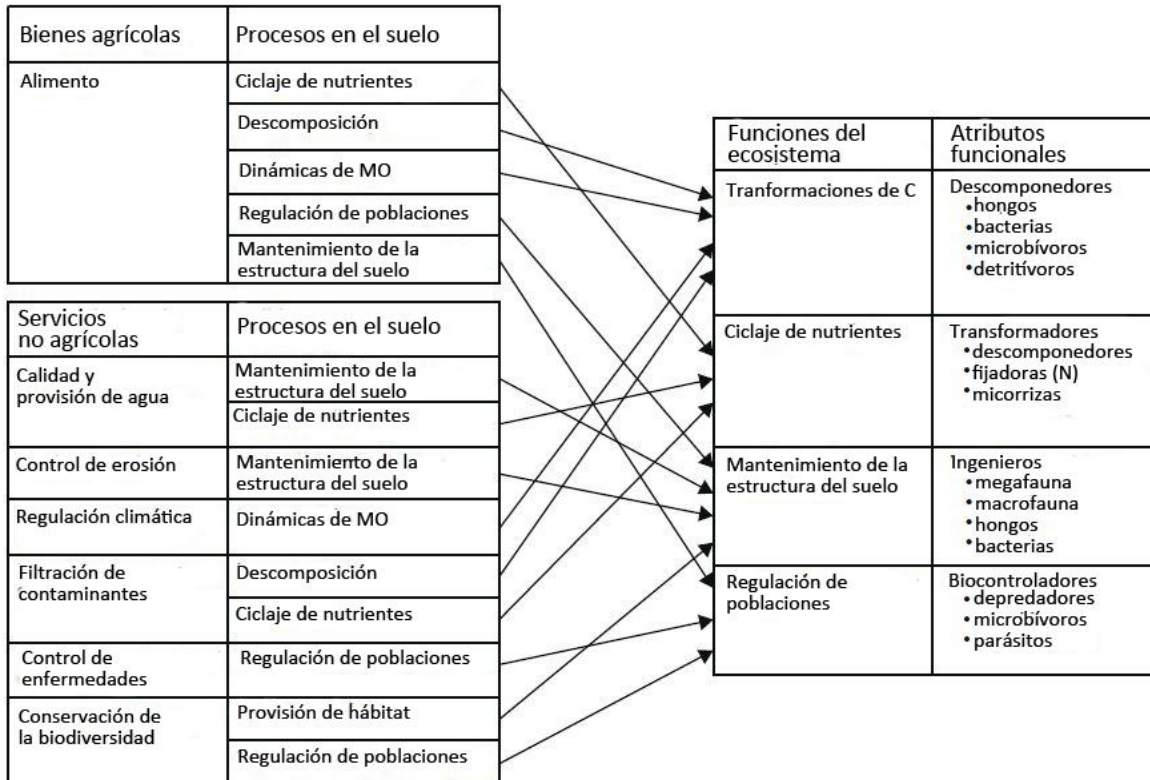 Bienes agrícolas
Procesos en el suelo
Alimento
Ciclaje de nutrientes
Descomposición
Dinámicas de MO
Regulación de poblaciones
Mantenimiento de la
estructura del suelo
Servicios
no agrícolas
Procesos en el suelo
Calidad y
provisión de agua
Mantenimiento de la
estructura del suelo
Ciclaje de nutrientes
Control de erosión
Mantenimiento de la
estructura del suelo
Regulación climática
Dinámicas de MO
Filtración de
contaminantes
Descomposición
Ciclaje de nutrientes
Control de
enfermedades
Regulación de poblaciones
Conservación de
la biodiversidad
Provisión de hábitat
Regulación de poblaciones
Funciones del
ecosistema
Atributos
funcionales
Tranformaciones de C
Descomponedores
•hongos
•bacterias
•microbívoros
•detritívoros
Ciclaje de nutrientes
Transformadores
•descomponedores
•fijadoras (N)
•micorrizas
Mantenimiento de la
estructura del suelo
Ingenieros
•megafauna
•macrofauna
•hongos
•bacterias
Regulación de
poblaciones
Biocontroladores
•depredadores
•microbívoros
•parásitos